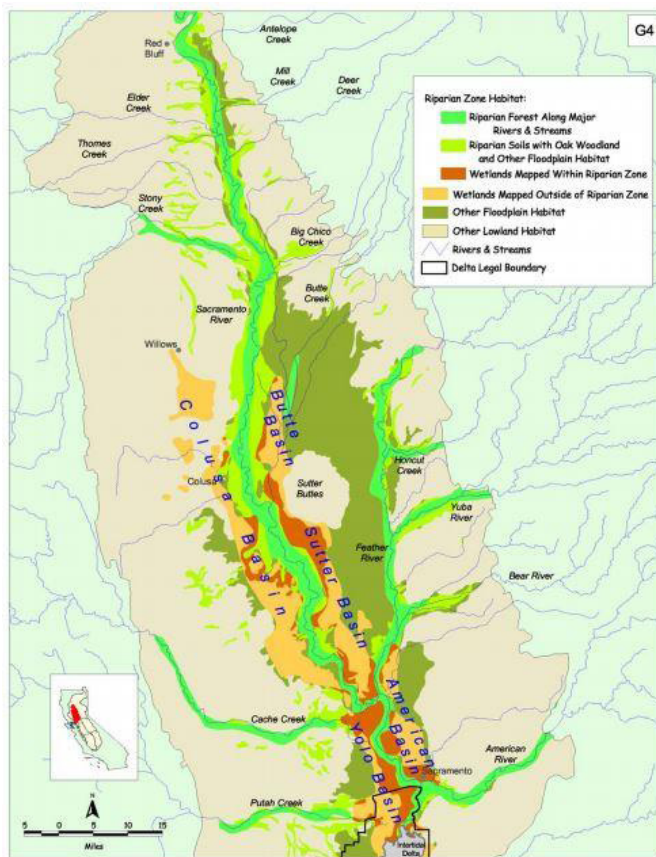 G4
Antelope
Creek
Red
Bluff
Mill
Creek
Deer
Creek
Elder
Creek
Thomes
Creek
Stony
Creek
Big Chico
Creek
Butte
Creek
Sacramento
River
Willows
Riparian Zone Habitat:
Riparian Forest Along Major
Rivers & Streams
Riparian Soils with Oak Woodland
and Other Floodplain Habitat
Wetlands Mapped Within Riparian Zone
Wetlands Mapped Outside of Riparian Zone
Other Floodplain Habitat
Other Lowland Habitat
Rivers & Streams
Delta Legal Boundary
Butte
Basin
Colusa Basin
Colusa
Sutter
Buttes
Honcut
Creek
Yuba
River
Sutter Basin
Feather
River
Bear River
American
Basin
Cache Creek
Yolo Basin
Sacramento
American
River
Putah Creek
Intertidal
Delta
N
5 0 5 10 15
Miles